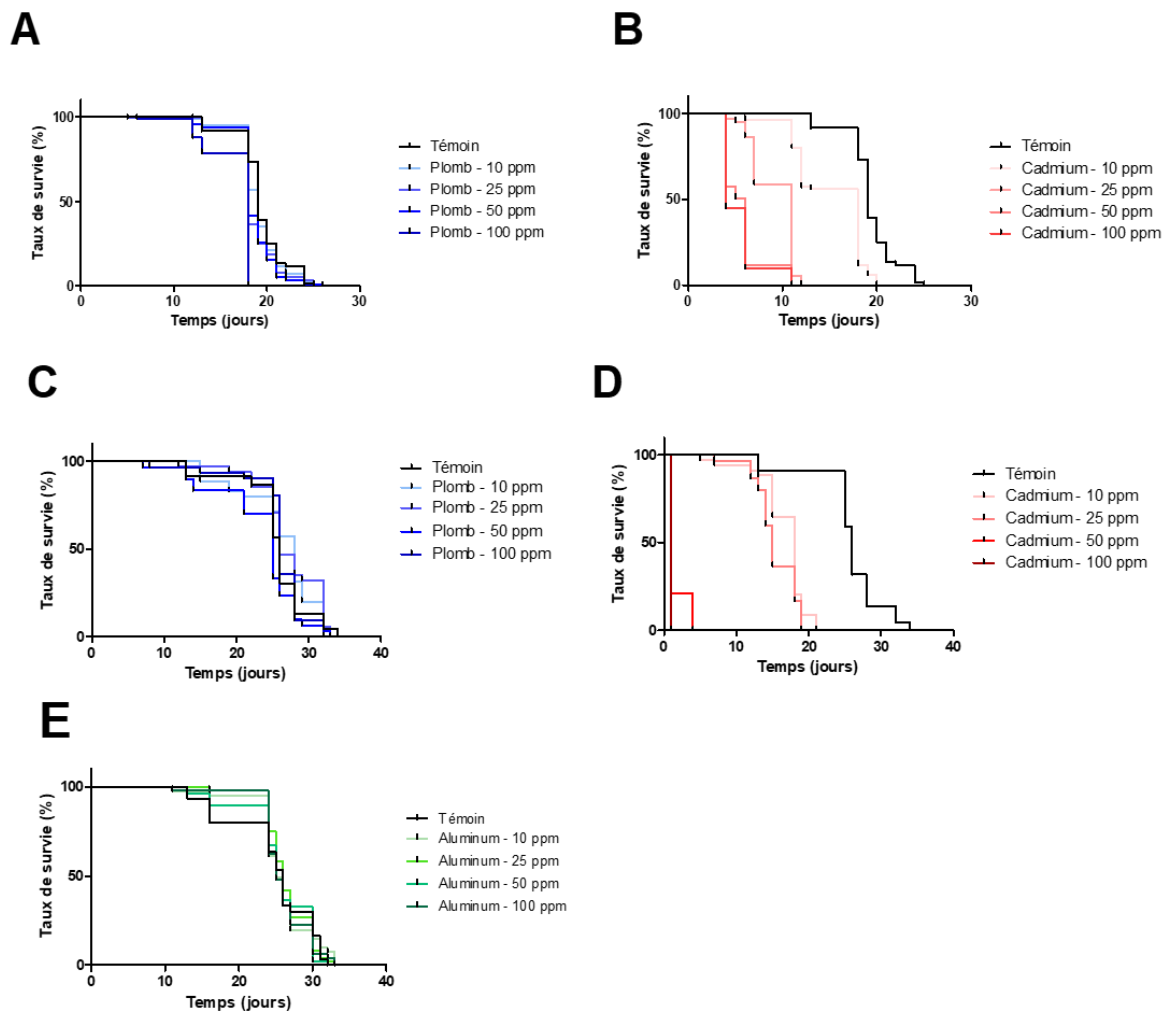 A
Taux de survie (%)
100
50
0
0 10 20 30
Temps (jours)
Témoin
Plomb - 10 ppm
Plomb - 25 ppm
Plomb - 50 ppm
Plomb - 100 ppm
B
Taux de survie (%)
100
50
0
0 10 20 30
Temps (jours)
Témoin
Cadmium - 10 ppm
Cadmium - 25 ppm
Cadmium - 50 ppm
Cadmium - 100 ppm
C
Taux de survie (%)
100
50
0
0 10 20 30 40
Temps (jours)
Témoin
Plomb - 10 ppm
Plomb - 25 ppm
Plomb - 50 ppm
Plomb - 100 ppm
D
Taux de survie (%)
100
50
0
0 10 20 30 40
Temps (jours)
Témoin
Cadmium - 10 ppm
Cadmium - 25 ppm
Cadmium - 50 ppm
Cadmium - 100 ppm
E
Taux de survie (%)
100
50
0
0 10 20 30 40
Temps (jours)
Témoin
Aluminum - 10 ppm
Aluminum - 25 ppm
Aluminum - 50 ppm
Aluminum - 100 ppm